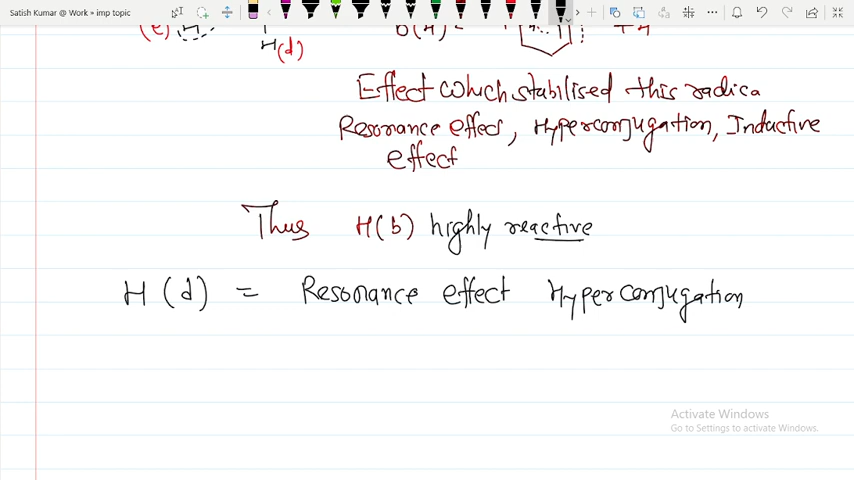 Satish Kumar @ Work » imp topic
(e) H
H(d)
Effect which stabilised this radica
Resonance effect, Hyperconjugation, Inductive
effect
Thus H(b) highly reactive
H (d) = Resonance effect Hyperconjugation
Activate Windows
Go to Settings to activate Windows.